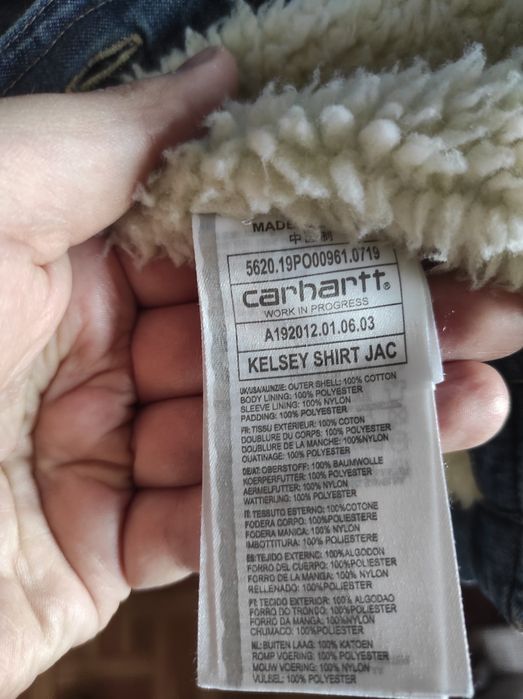 MADE
5620.19PO00961.0719
carhartt®
WORK IN PROGRESS
A192012.01.06.03
KELSEY SHIRT JAC
UK/USA/AU/NZ/IE: OUTER SHELL: 100% COTTON
BODY LINING: 100% POLYESTER
SLEEVE LINING: 100% NYLON
PADDING: 100% POLYESTER
FR: TISSU EXTÉRIEUR: 100% COTON
DOUBLURE DU CORPS: 100% POLYESTER
DOUBLURE DE LA MANCHE: 100%NYLON
OUATINAGE: 100% POLYESTER
DE/AT: OBERSTOFF: 100% BAUMWOLLE
KOERPERFUTTER: 100% POLYESTER
AERMELFUTTER: 100% NYLON
WATTIERUNG: 100% POLYESTER
IT: TESSUTO ESTERNO: 100%COTONE
FODERA CORPO: 100%POLIESTERE
FODERA MANICA: 100% NYLON
IMBOTTITURA: 100% POLIESTERE
ES: TEJIDO EXTERNO: 100%ALGODON
FORRO DEL CUERPO: 100%POLIESTER
FORRO DE LA MANGA: 100% NYLON
RELLENADO: 100%POLIESTER
PT: TECIDO EXTERIOR: 100% ALGODAO
FORRO DO TRONCO: 100%POLIESTER
FORRO DA MANGA: 100%NYLON
CHUMACO: 100%POLIESTER
NL: BUITEN LAAG: 100% KATOEN
ROMP VOERING: 100% POLYESTER
MOUW VOERING: 100% NYLON
VULSEL: 100% POLYESTER